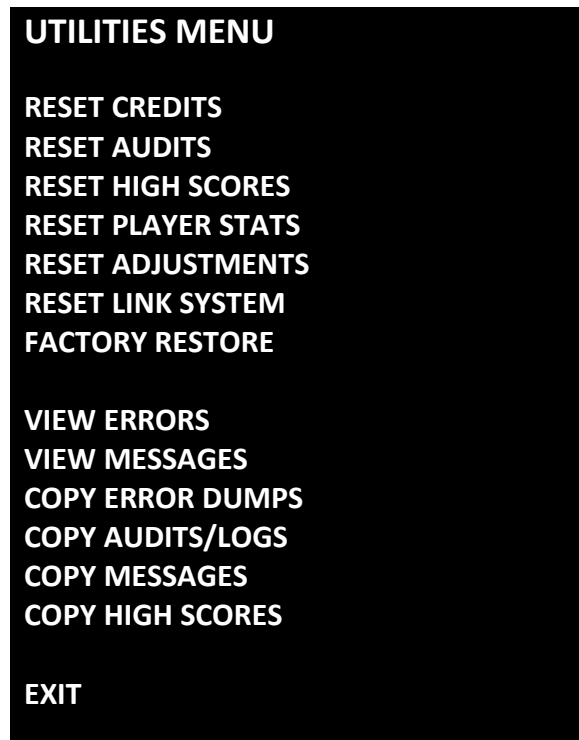 UTILITIES MENU
RESET CREDITS
RESET AUDITS
RESET HIGH SCORES
RESET PLAYER STATS
RESET ADJUSTMENTS
RESET LINK SYSTEM
FACTORY RESTORE
VIEW ERRORS
VIEW MESSAGES
COPY ERROR DUMPS
COPY AUDITS/LOGS
COPY MESSAGES
COPY HIGH SCORES
EXIT